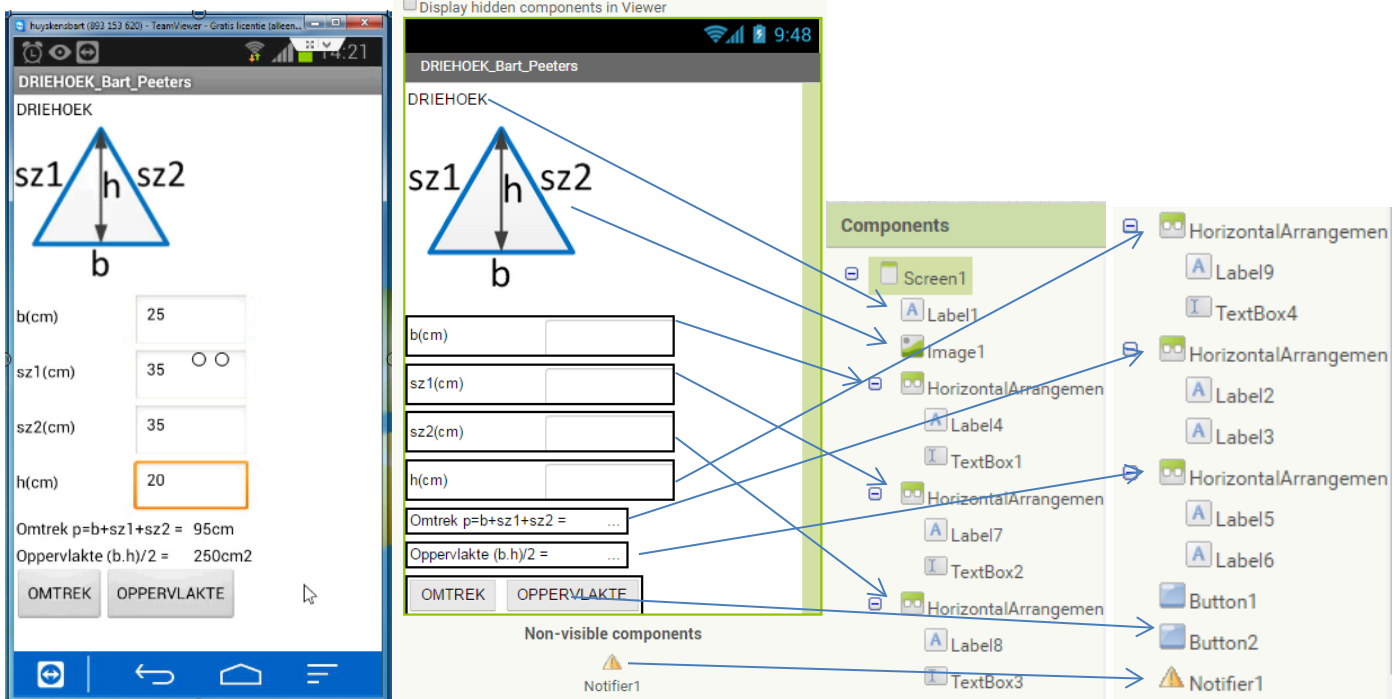 huyskensbart (893 153 620) - TeamViewer - Gratis licentie (alleen...
14:21
DRIEHOEK_Bart_Peeters
DRIEHOEK
sz1
h
sz2
b
b(cm)
25
sz1(cm)
35
sz2(cm)
35
h(cm)
20
Omtrek p=b+sz1+sz2 = 95cm
Oppervlakte (b.h)/2 = 250cm2
OMTREK
OPPERVLAKTE
Display hidden components in Viewer
9:48
DRIEHOEK_Bart_Peeters
DRIEHOEK
sz1
h
sz2
b
b(cm)
sz1(cm)
sz2(cm)
h(cm)
Omtrek p=b+sz1+sz2 = ...
Oppervlakte (b.h)/2 = ...
OMTREK
OPPERVLAKTE
Non-visible components
Notifier1
Components
Screen1
Label1
Image1
HorizontalArrangemen
Label4
TextBox1
HorizontalArrangemen
Label7
TextBox2
HorizontalArrangemen
Label8
TextBox3
HorizontalArrangemen
Label9
TextBox4
HorizontalArrangemen
Label2
Label3
HorizontalArrangemen
Label5
Label6
Button1
Button2
Notifier1